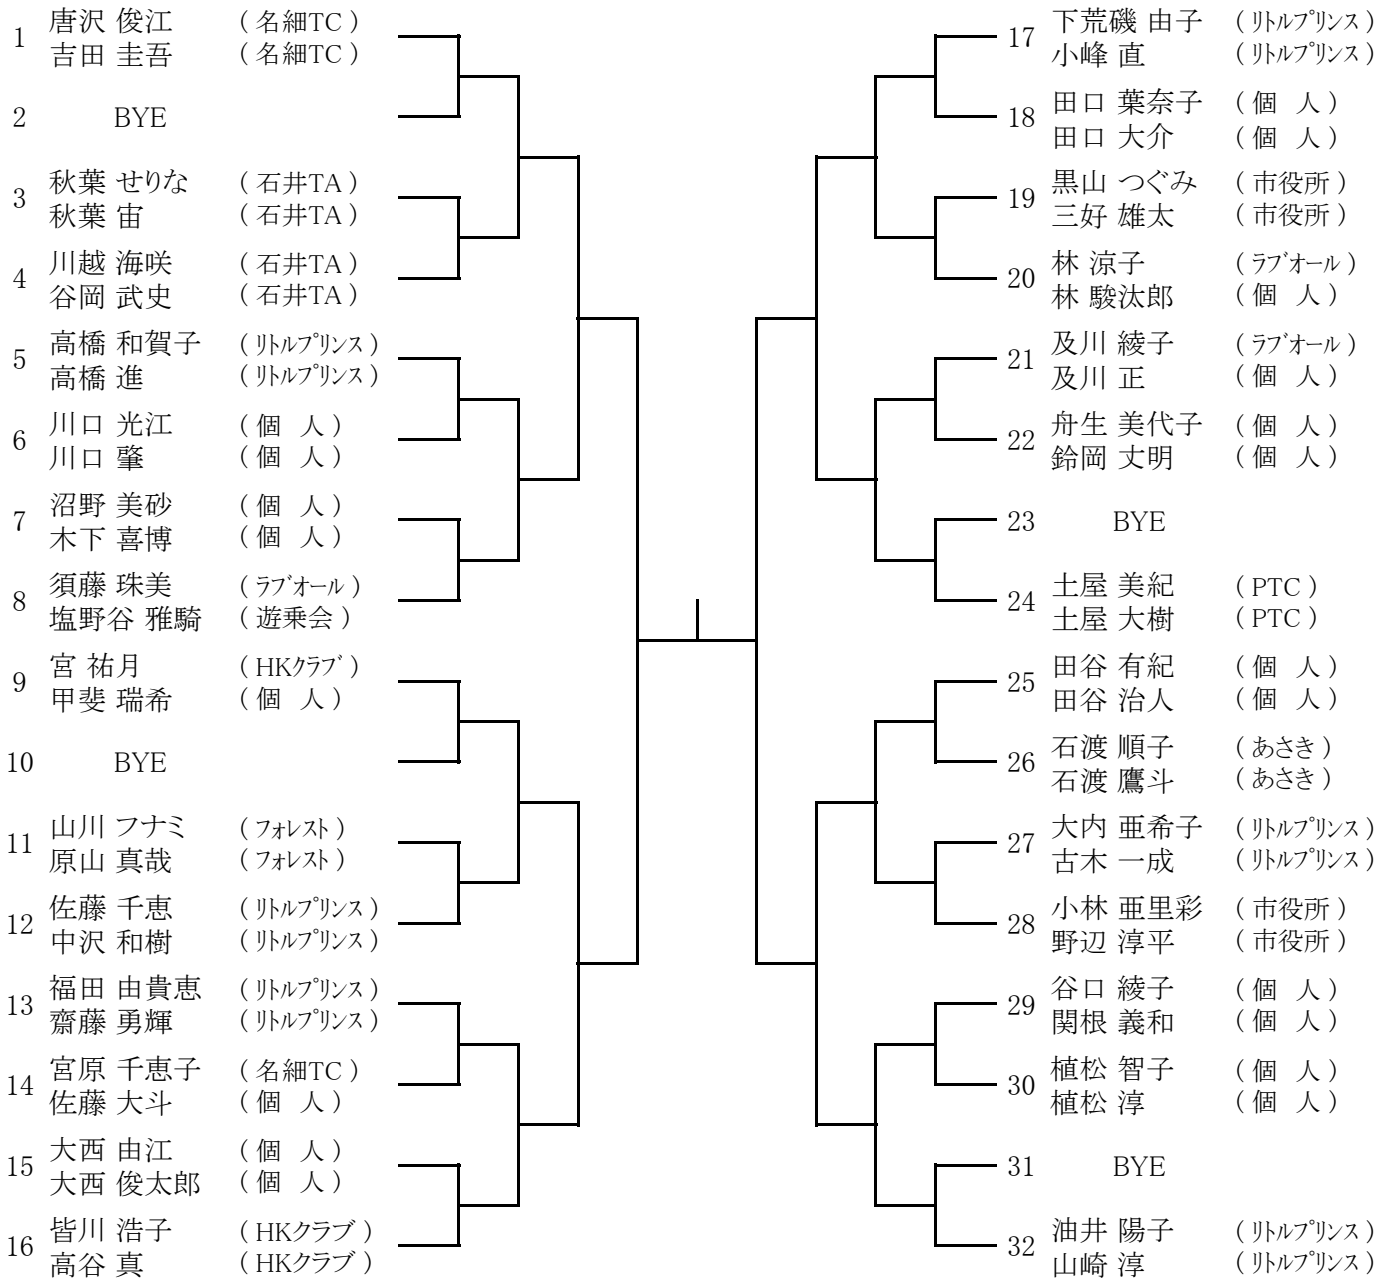 1 唐沢 俊江 ( 名細TC )
吉田 圭吾 ( 名細TC )
2 BYE
3 秋葉 せりな ( 石井TA )
秋葉 宙 ( 石井TA )
4 川越 海咲 ( 石井TA )
谷岡 武史 ( 石井TA )
5 高橋 和賀子 ( ﾘﾄﾙﾌﾟﾘﾝｽ )
高橋 進 ( ﾘﾄﾙﾌﾟﾘﾝｽ )
6 川口 光江 ( 個 人 )
川口 肇 ( 個 人 )
7 沼野 美砂 ( 個 人 )
木下 喜博 ( 個 人 )
8 須藤 珠美 ( ﾗﾌﾞｵｰﾙ )
塩野谷 雅騎 ( 遊乗会 )
9 宮 祐月 ( HKｸﾗﾌﾞ )
甲斐 瑞希 ( 個 人 )
10 BYE
11 山川 フナミ ( ﾌｫﾚｽﾄ )
原山 真哉 ( ﾌｫﾚｽﾄ )
12 佐藤 千恵 ( ﾘﾄﾙﾌﾟﾘﾝｽ )
中沢 和樹 ( ﾘﾄﾙﾌﾟﾘﾝｽ )
13 福田 由貴恵 ( ﾘﾄﾙﾌﾟﾘﾝｽ )
齋藤 勇輝 ( ﾘﾄﾙﾌﾟﾘﾝｽ )
14 宮原 千恵子 ( 名細TC )
佐藤 大斗 ( 個 人 )
15 大西 由江 ( 個 人 )
大西 俊太郎 ( 個 人 )
16 皆川 浩子 ( HKクラブ )
高谷 真 ( HKクラブ )
17 下荒磯 由子 ( ﾘﾄﾙﾌﾟﾘﾝｽ )
小峰 直 ( ﾘﾄﾙﾌﾟﾘﾝｽ )
18 田口 葉奈子 ( 個 人 )
田口 大介 ( 個 人 )
19 黒山 つぐみ ( 市役所 )
三好 雄太 ( 市役所 )
20 林 涼子 ( ﾗﾌﾞｵｰﾙ )
林 駿汰郎 ( 個 人 )
21 及川 綾子 ( ﾗﾌﾞｵｰﾙ )
及川 正 ( 個 人 )
22 舟生 美代子 ( 個 人 )
鈴岡 丈明 ( 個 人 )
23 BYE
24 土屋 美紀 ( PTC )
土屋 大樹 ( PTC )
25 田谷 有紀 ( 個 人 )
田谷 治人 ( 個 人 )
26 石渡 順子 ( あさき )
石渡 鷹斗 ( あさき )
27 大内 亜希子 ( ﾘﾄﾙﾌﾟﾘﾝｽ )
古木 一成 ( ﾘﾄﾙﾌﾟﾘﾝｽ )
28 小林 亜里彩 ( 市役所 )
野辺 淳平 ( 市役所 )
29 谷口 綾子 ( 個 人 )
関根 義和 ( 個 人 )
30 植松 智子 ( 個 人 )
植松 淳 ( 個 人 )
31 BYE
32 油井 陽子 ( ﾘﾄﾙﾌﾟﾘﾝｽ )
山崎 淳 ( ﾘﾄﾙﾌﾟﾘﾝｽ )